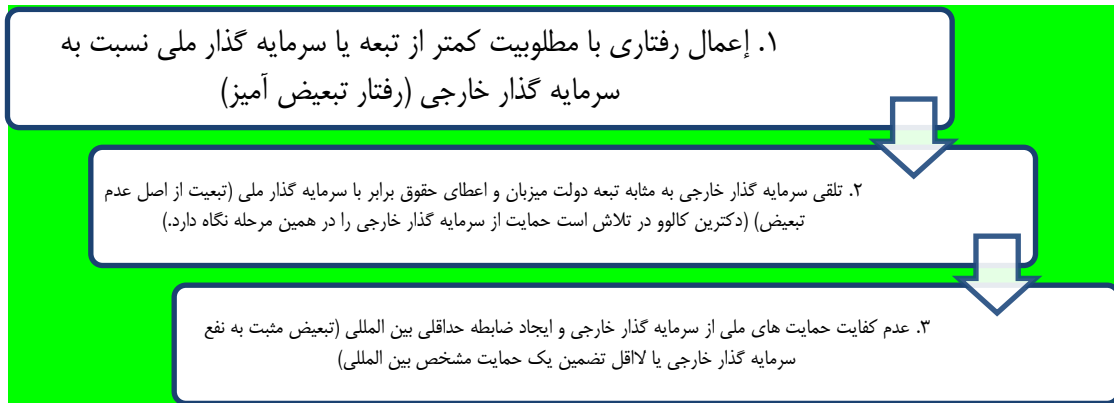 ۱. إعمال رفتاری با مطلوبیت کمتر از تبعه یا سرمایه گذار ملی نسبت به
سرمایه گذار خارجی (رفتار تبعیض آمیز)
۲. تلقی سرمایه گذار خارجی به مثابه تبعه دولت میزبان و اعطای حقوق برابر با سرمایه گذار ملی (تبعیت از اصل عدم
تبعیض) (دکترین کالوو در تلاش است حمایت از سرمایه گذار خارجی را در همین مرحله نگاه دارد.)
۳. عدم کفایت حمایت های ملی از سرمایه گذار خارجی و ایجاد ضابطه حداقلی بین المللی (تبعیض مثبت به نفع
سرمایه گذار خارجی یا لااقل تضمین یک حمایت مشخص بین المللی)